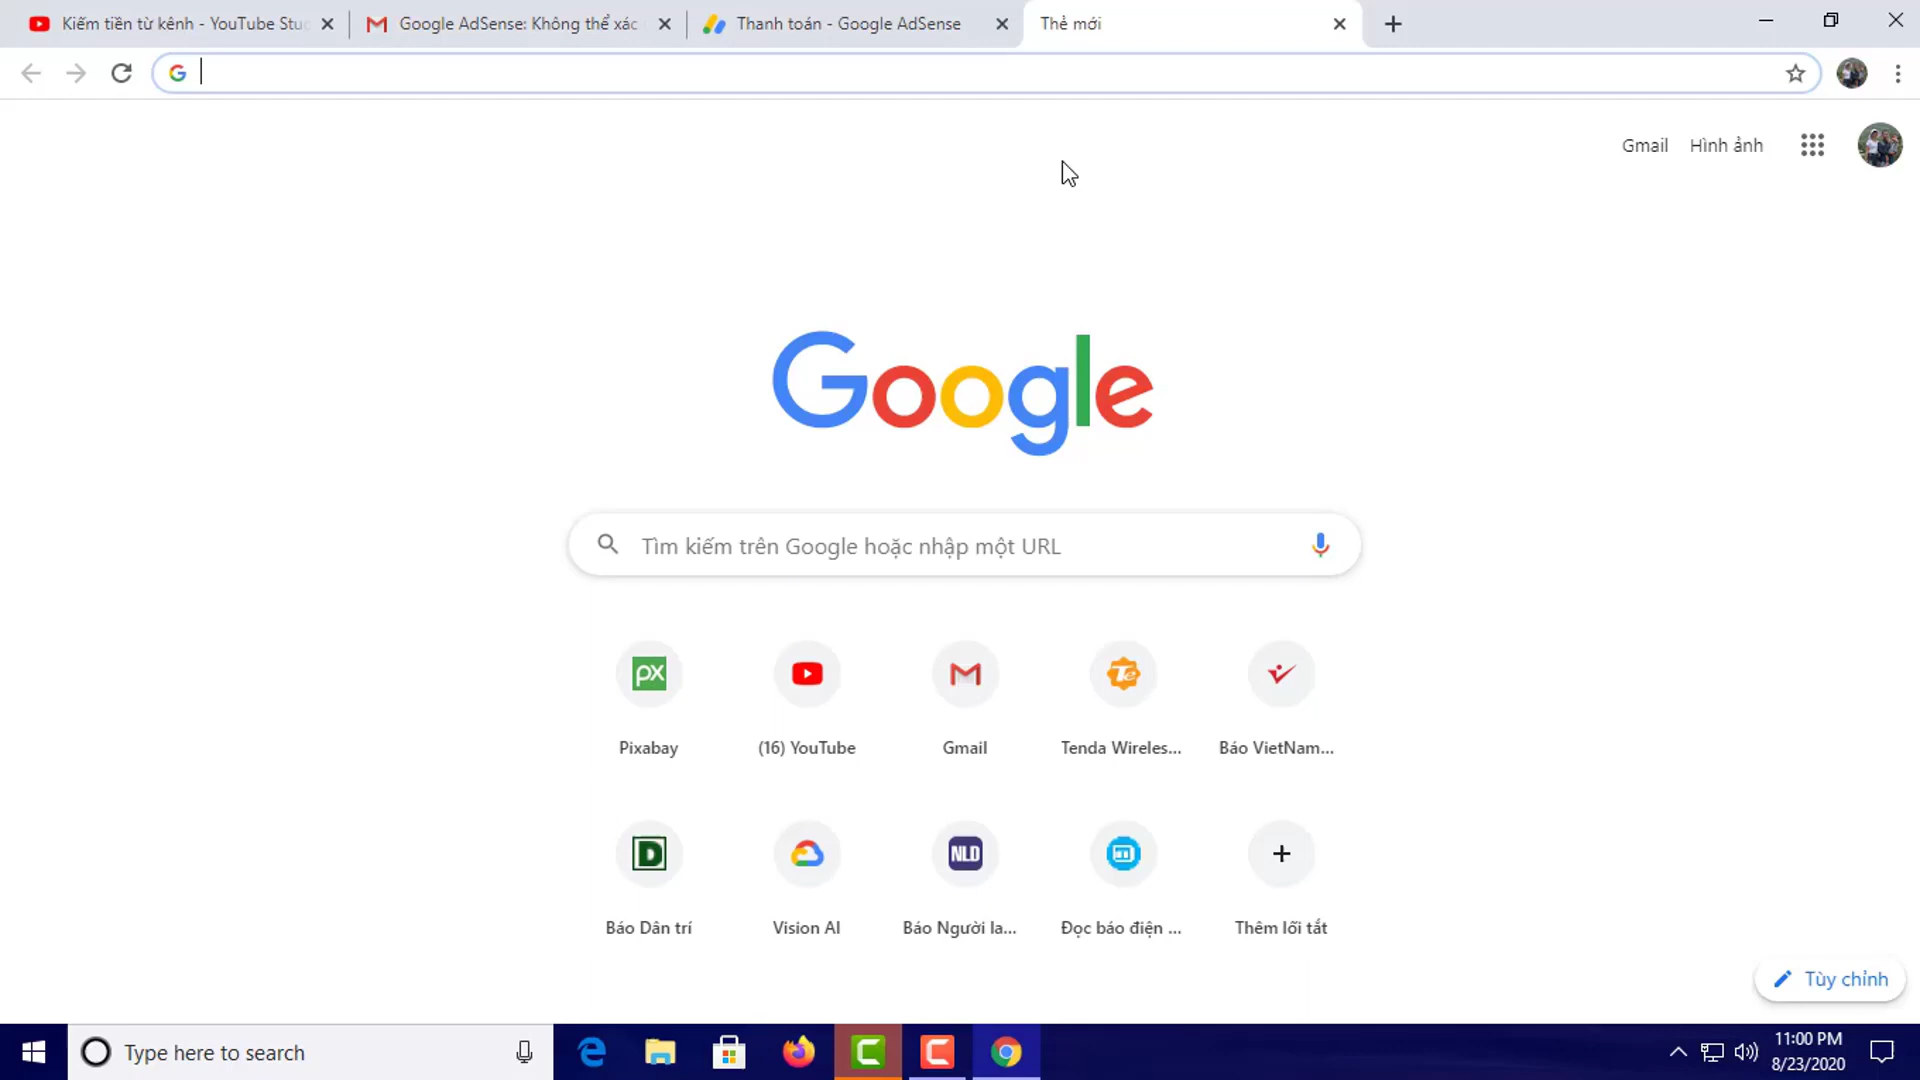 Kiếm tiền từ kênh - YouTube Stu
Google AdSense: Không thể xác
Thanh toán - Google AdSense
Thẻ mới
Gmail
Hình ảnh
Google
Tìm kiếm trên Google hoặc nhập một URL
px
Te
Pixabay
(16) YouTube
Gmail
Tenda Wireles...
Báo VietNam...
D
NLD
Báo Dân trí
Vision AI
Báo Người la...
Đọc báo điện ...
Thêm lối tắt
Tùy chỉnh
Type here to search
11:00 PM
8/23/2020